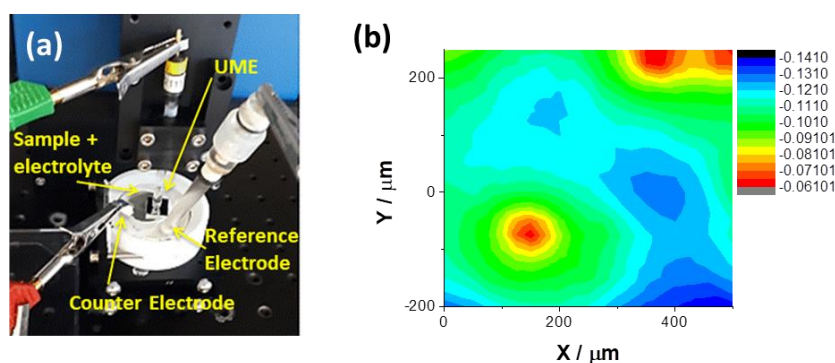 (a)
UME
Sample +
electrolyte
Reference
Electrode
Counter Electrode
(b)
200
0
-200
Y / μm
0
200
400
X / μm
-0.1410
-0.1310
-0.1210
-0.1110
-0.1010
-0.09101
-0.08101
-0.07101
-0.06101